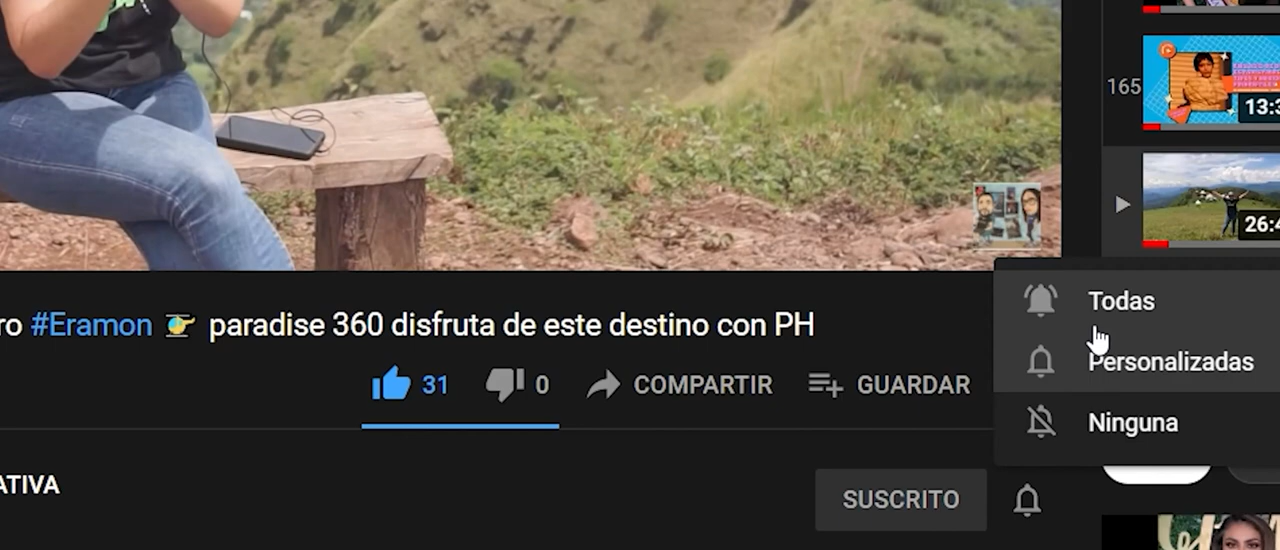 165
13:3
26:4
Todas
ro #Eramon paradise 360 disfruta de este destino con PH
Personalizadas
31 0 COMPARTIR GUARDAR
Ninguna
ATIVA
SUSCRITO